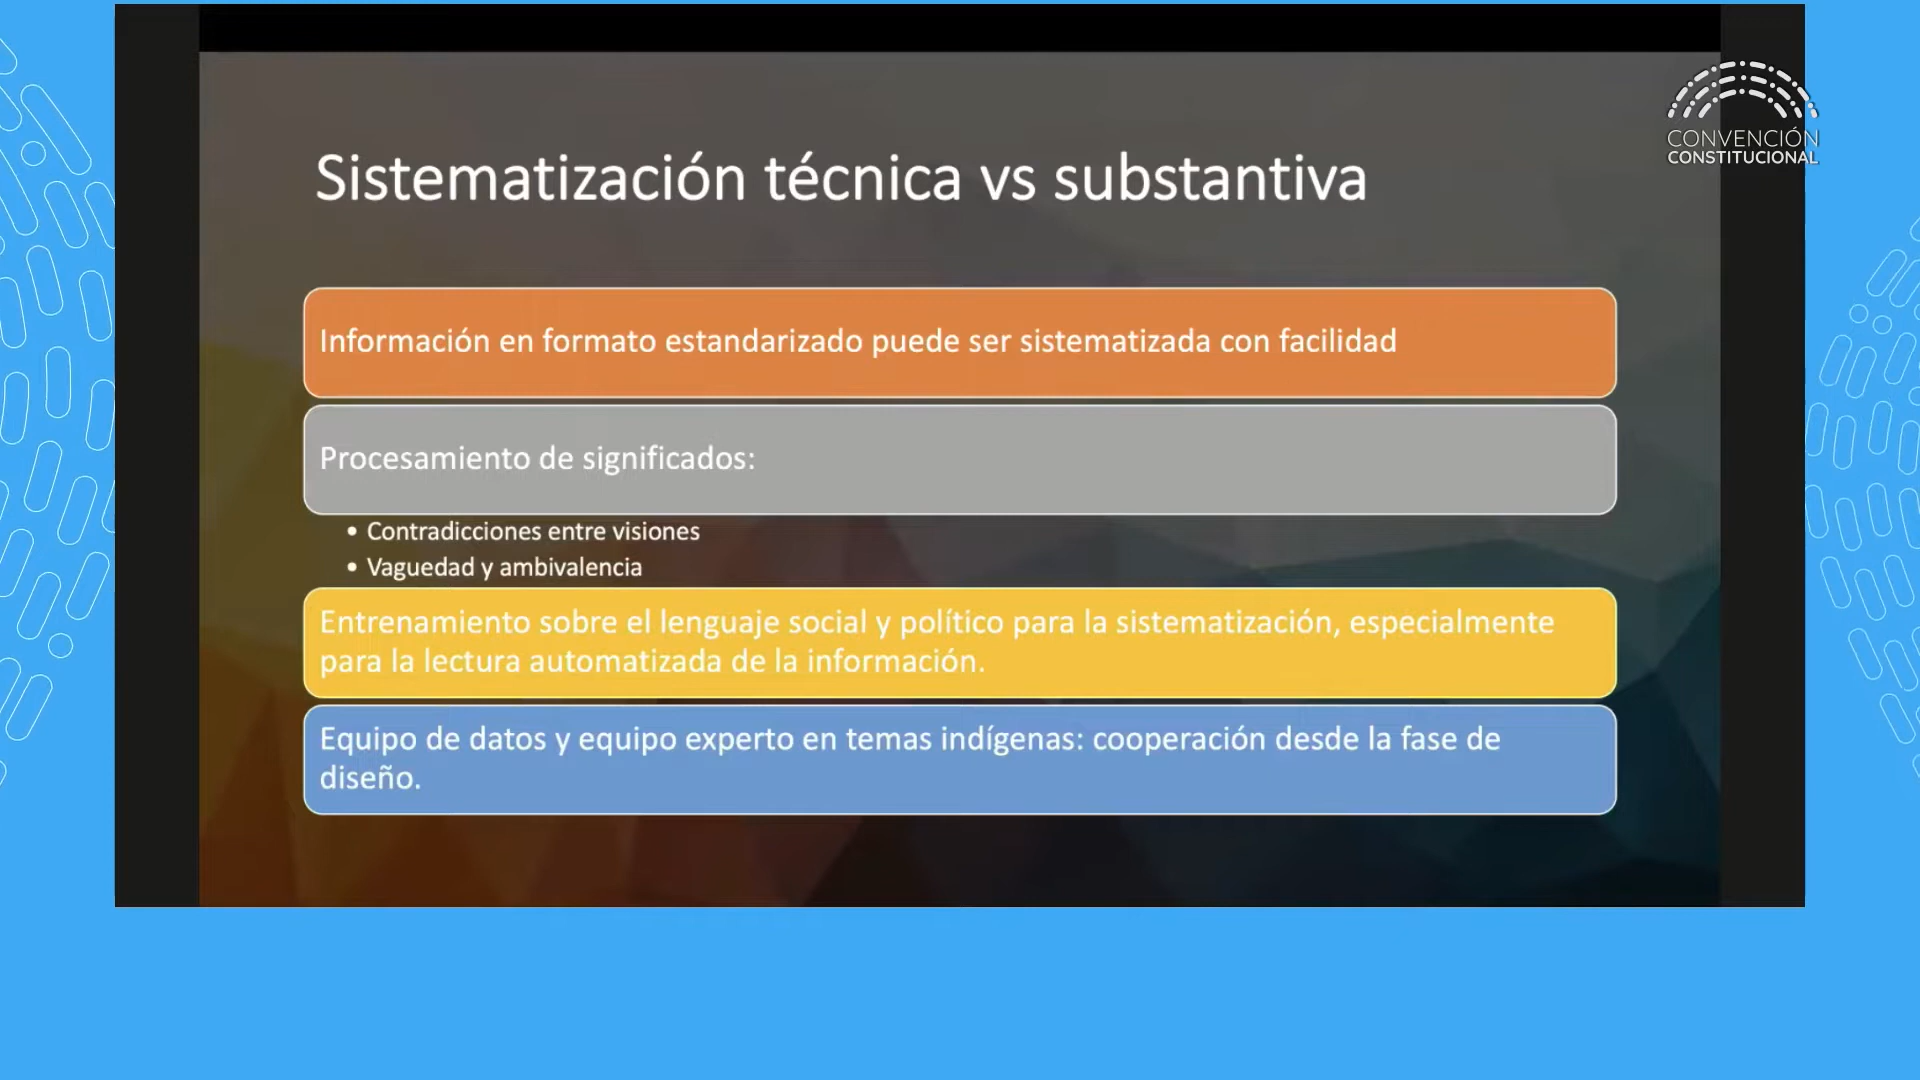 CONVENCIÓN
CONSTITUCIONAL
Sistematización técnica vs substantiva
Información en formato estandarizado puede ser sistematizada con facilidad
Procesamiento de significados:
• Contradicciones entre visiones
• Vaguedad y ambivalencia
Entrenamiento sobre el lenguaje social y político para la sistematización, especialmente
para la lectura automatizada de la información.
Equipo de datos y equipo experto en temas indígenas: cooperación desde la fase de
diseño.